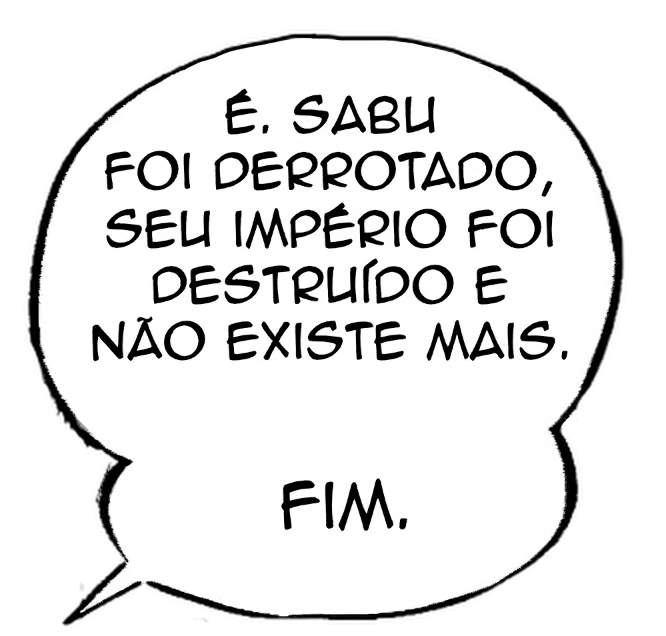 É. SABU
FOI DERROTADO,
SEU IMPÉRIO FOI
DESTRUÍDO E
NÃO EXISTE MAIS.
FIM.